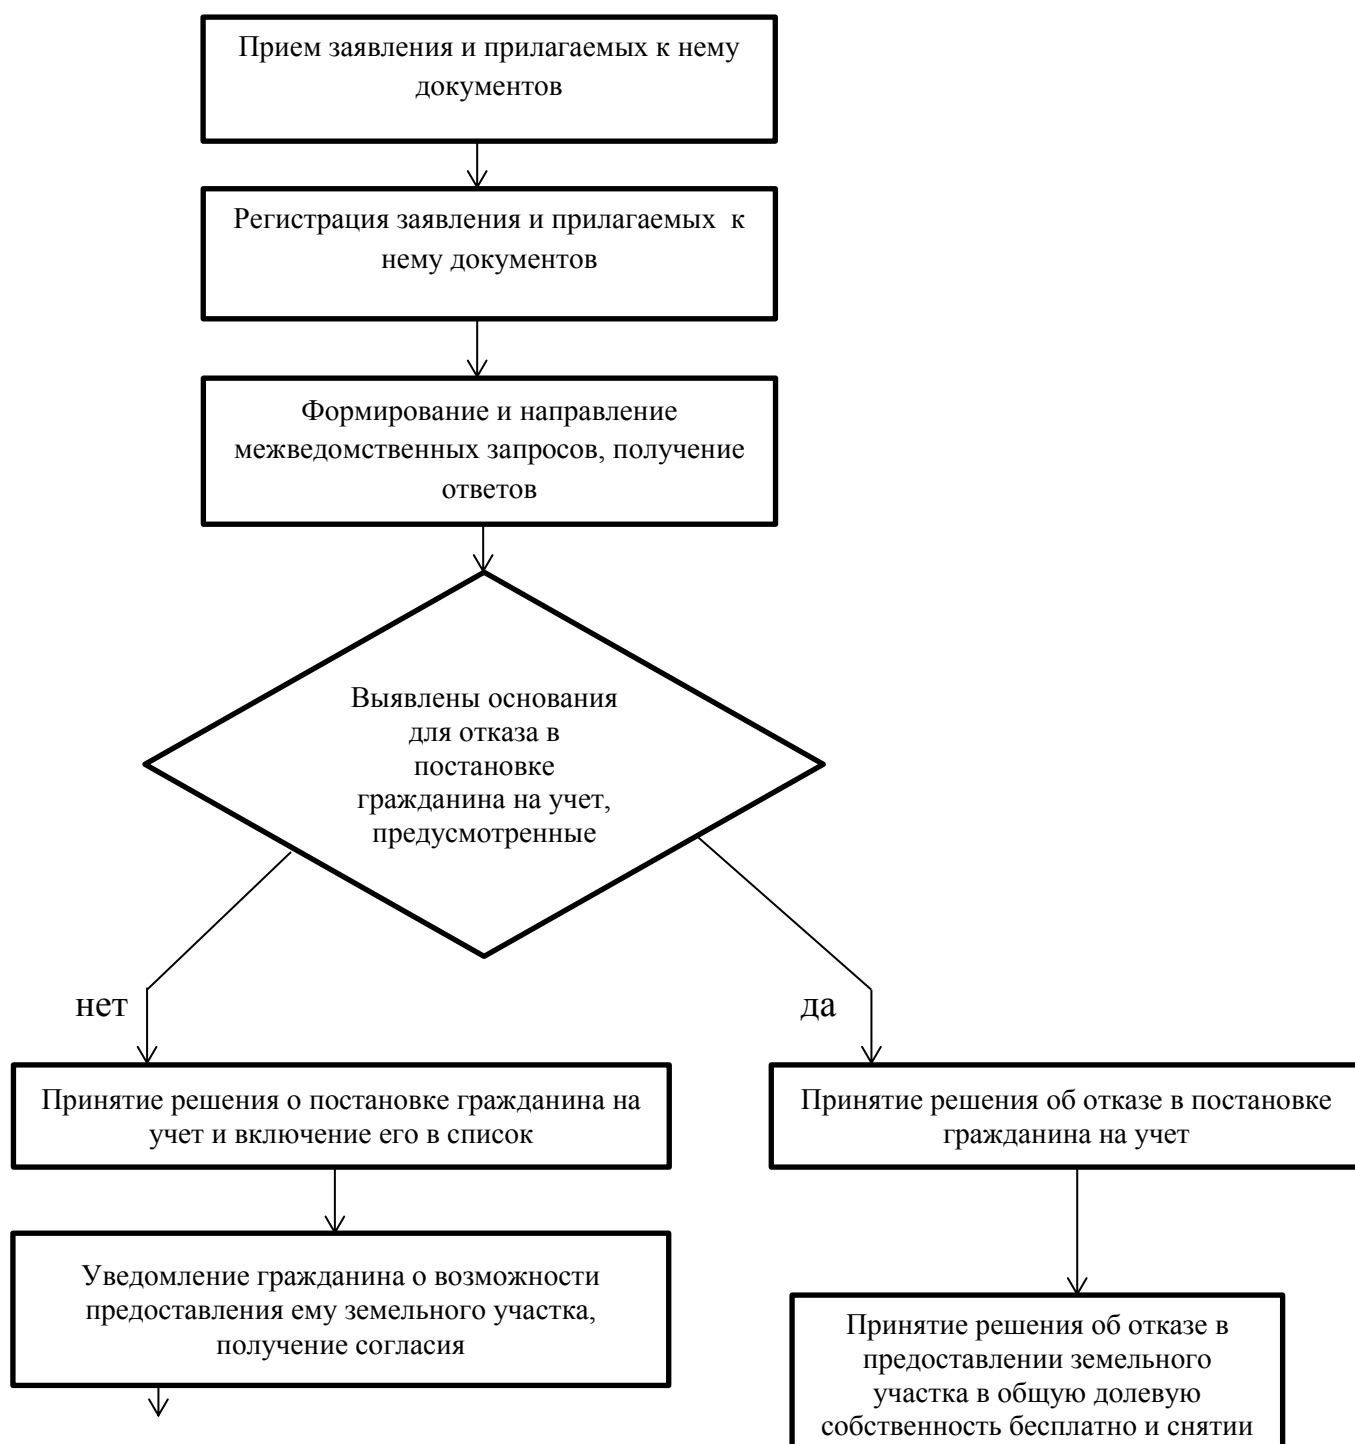 Прием заявления и прилагаемых к нему
документов
Регистрация заявления и прилагаемых к
нему документов
Формирование и направление
межведомственных запросов, получение
ответов
Выявлены основания
для отказа в
постановке
гражданина на учет,
предусмотренные
нет
да
Принятие решения о постановке гражданина на
учет и включение его в список
Принятие решения об отказе в постановке
гражданина на учет
Уведомление гражданина о возможности
предоставления ему земельного участка,
получение согласия
Принятие решения об отказе в
предоставлении земельного
участка в общую долевую
собственность бесплатно и снятии